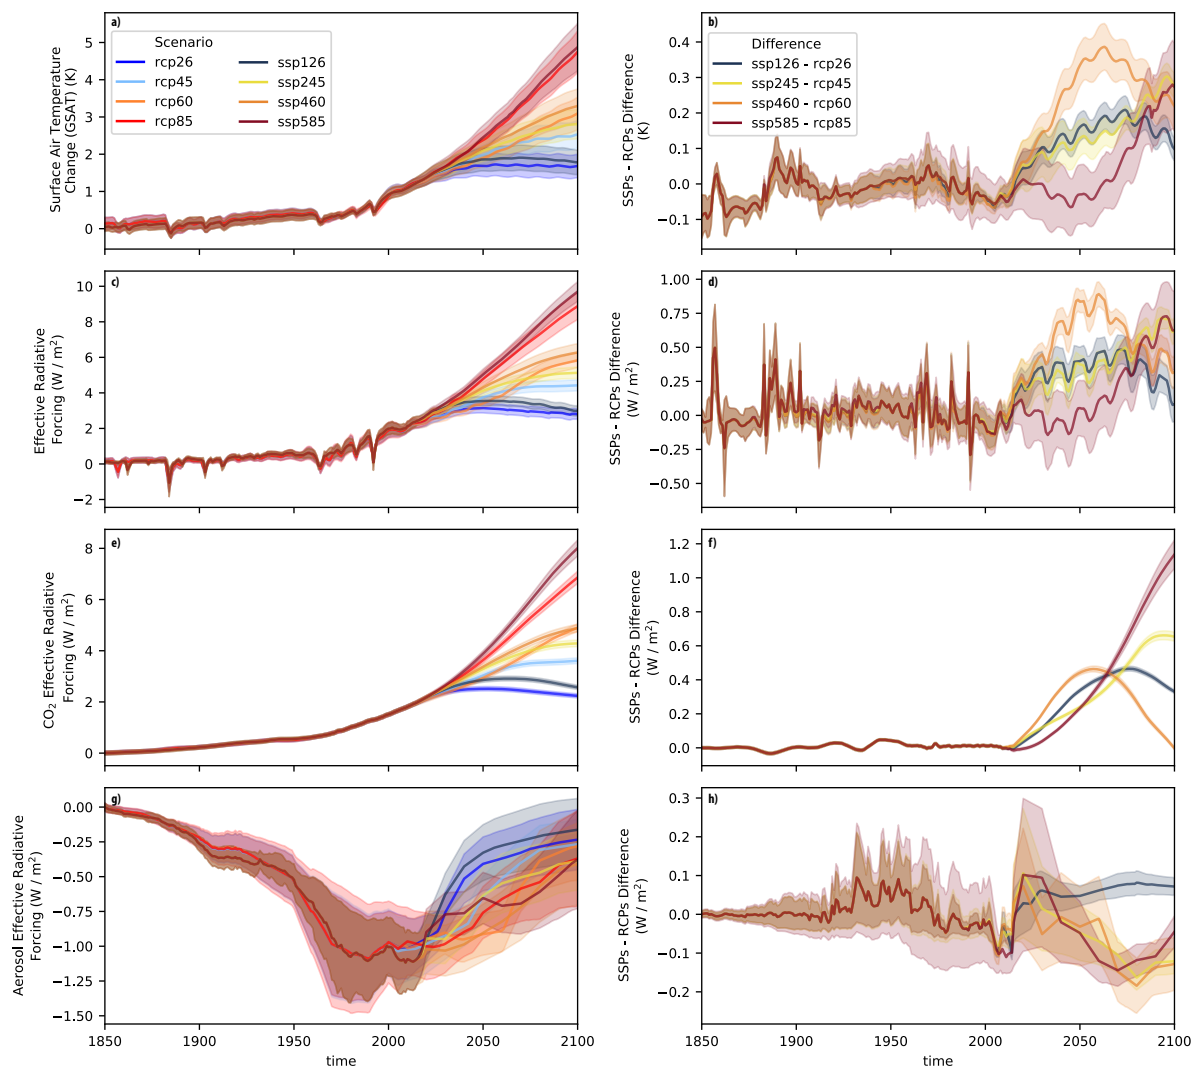 a)
Scenario
rcp26
rcp45
rcp60
rcp85
ssp126
ssp245
ssp460
ssp585
Surface Air Temperature
Change (GSAT) (K)
5
4
3
2
1
0
b)
Difference
ssp126 - rcp26
ssp245 - rcp45
ssp460 - rcp60
ssp585 - rcp85
SSPs - RCPs Difference
(K)
0.4
0.3
0.2
0.1
0.0
−0.1
c)
Effective Radiative
Forcing (W / m²)
10
8
6
4
2
0
−2
d)
SSPs - RCPs Difference
(W / m²)
1.00
0.75
0.50
0.25
0.00
−0.25
−0.50
e)
CO₂ Effective Radiative
Forcing (W / m²)
8
6
4
2
0
f)
SSPs - RCPs Difference
(W / m²)
1.2
1.0
0.8
0.6
0.4
0.2
0.0
g)
Aerosol Effective Radiative
Forcing (W / m²)
0.00
−0.25
−0.50
−0.75
−1.00
−1.25
−1.50
1850
1900
1950
2000
2050
2100
time
h)
SSPs - RCPs Difference
(W / m²)
0.3
0.2
0.1
0.0
−0.1
−0.2
1850
1900
1950
2000
2050
2100
time